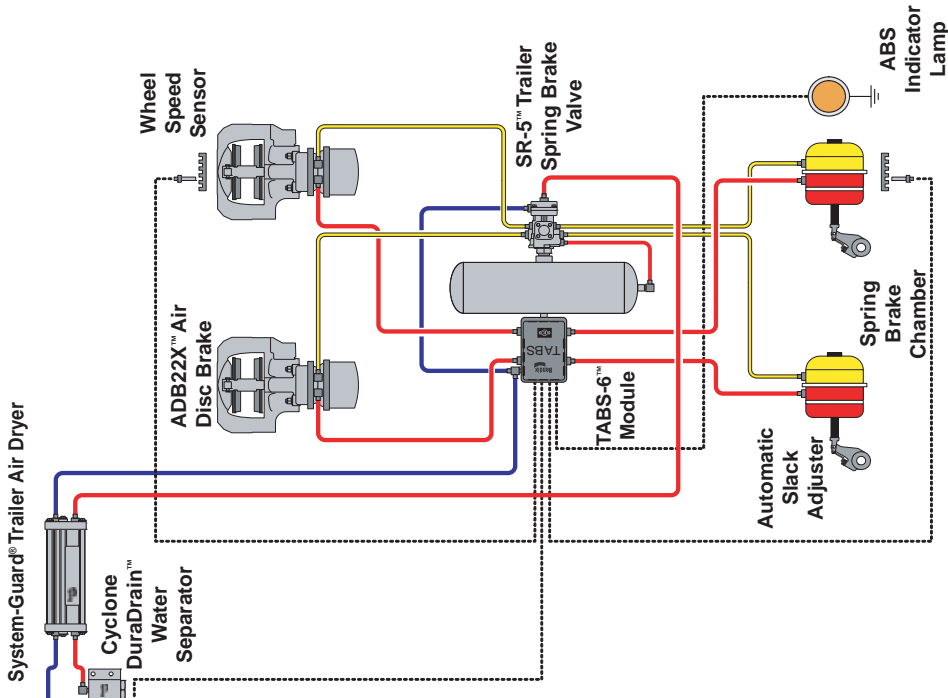 System-Guard® Trailer Air Dryer
Cyclone
DuraDrain™
Water
Separator
ADB22X™ Air
Disc Brake
Wheel
Speed
Sensor
SR-5™ Trailer
Spring Brake
Valve
TABS
TABS-6™
Module
Automatic
Slack
Adjuster
Spring
Brake
Chamber
ABS
Indicator
Lamp